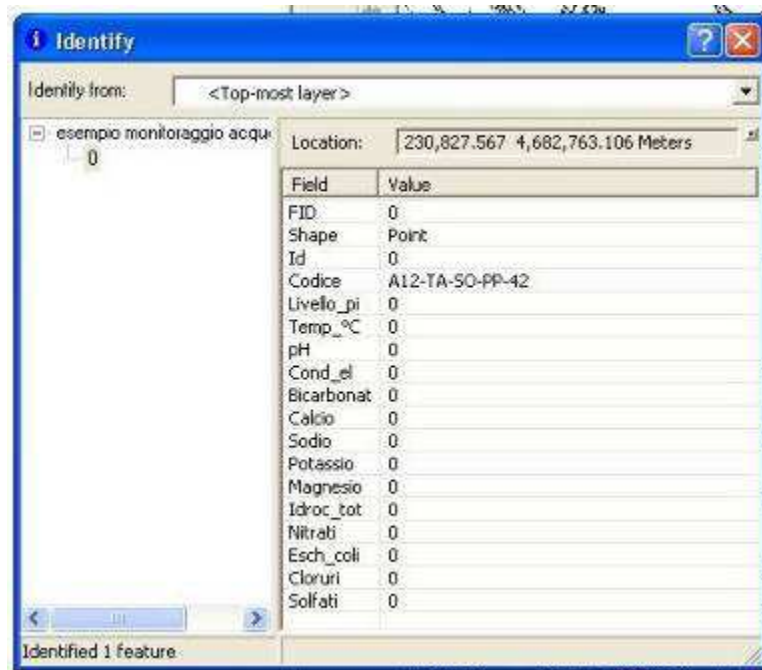 Identify
Identify from: <Top-most layer>
esempio monitoraggio acqu
0
Location: 230,827.567 4,682,763.106 Meters
Field Value
FID 0
Shape Point
Id 0
Codice A12-TA-SO-PP-42
Livello_pi 0
Temp_°C 0
pH 0
Cond_el 0
Bicarbonat 0
Calcio 0
Sodio 0
Potassio 0
Magnesio 0
Idroc_tot 0
Nitrati 0
Esch_coli 0
Cloruri 0
Solfati 0
Identified 1 feature